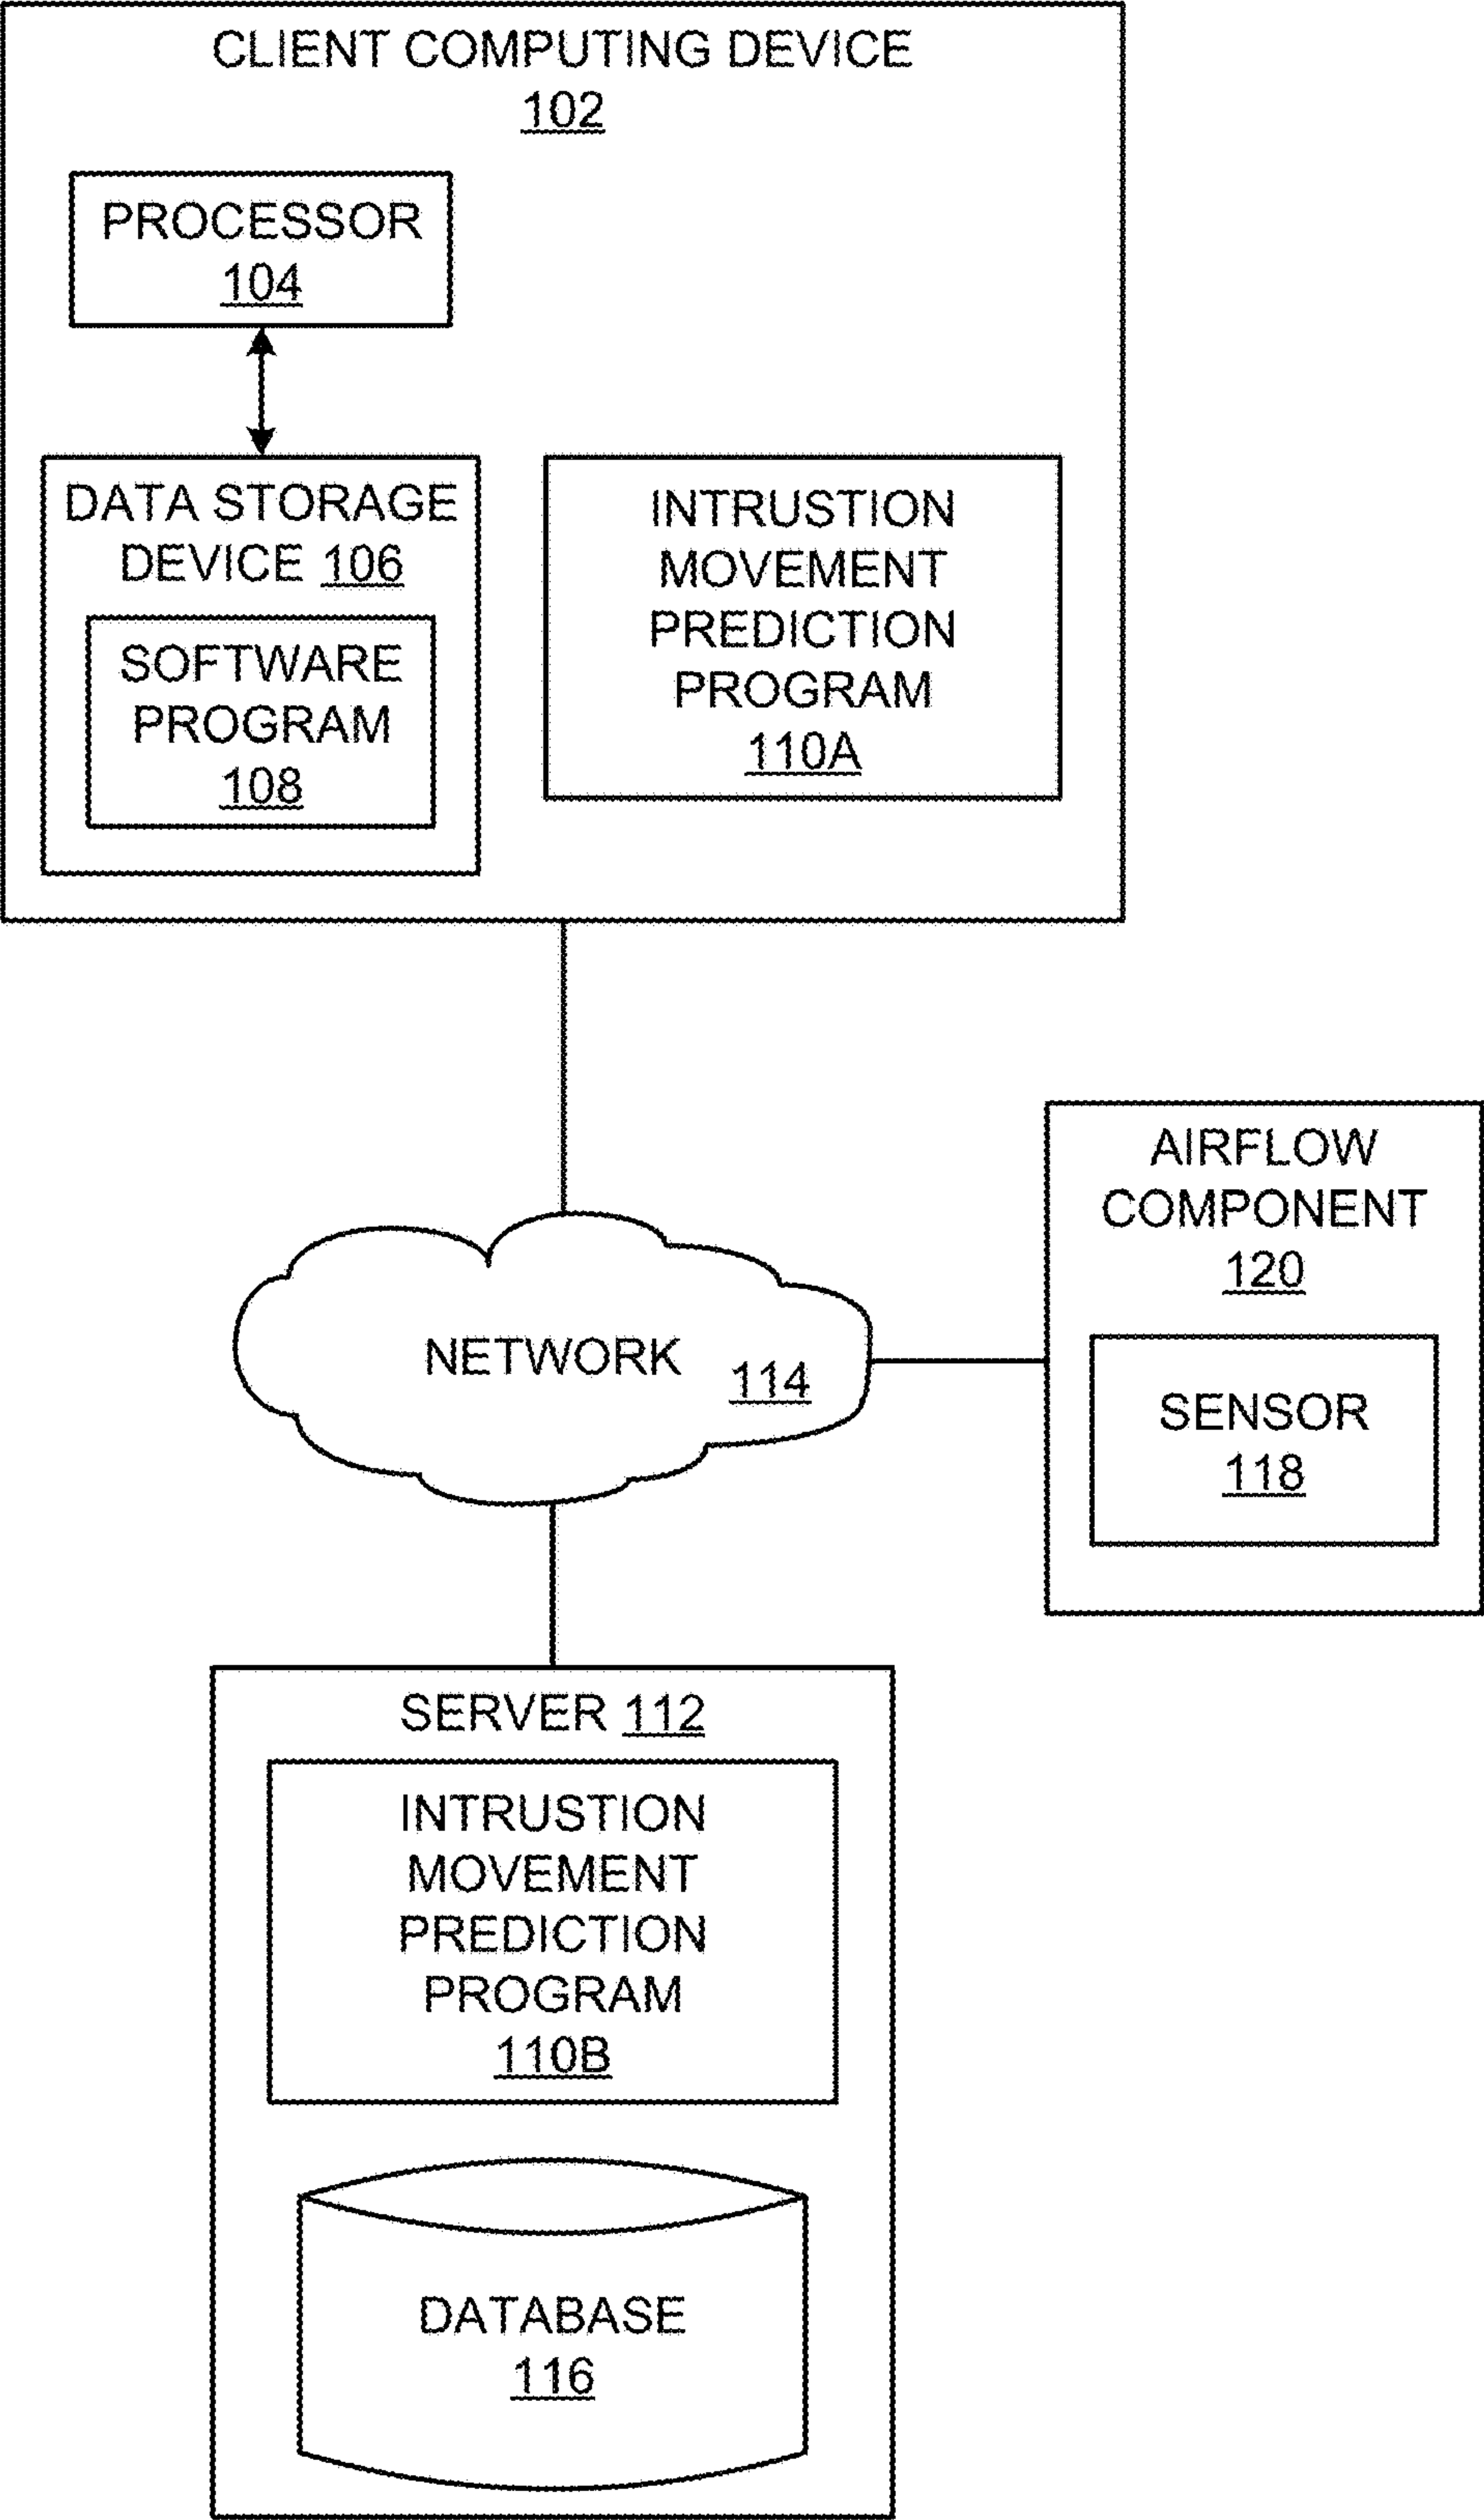 CLIENT COMPUTING DEVICE
102
PROCESSOR
104
DATA STORAGE
DEVICE 106
SOFTWARE
PROGRAM
108
INTRUSTION
MOVEMENT
PREDICTION
PROGRAM
110A
AIRFLOW
COMPONENT
120
SENSOR
118
NETWORK 114
SERVER 112
INTRUSTION
MOVEMENT
PREDICTION
PROGRAM
110B
DATABASE
116